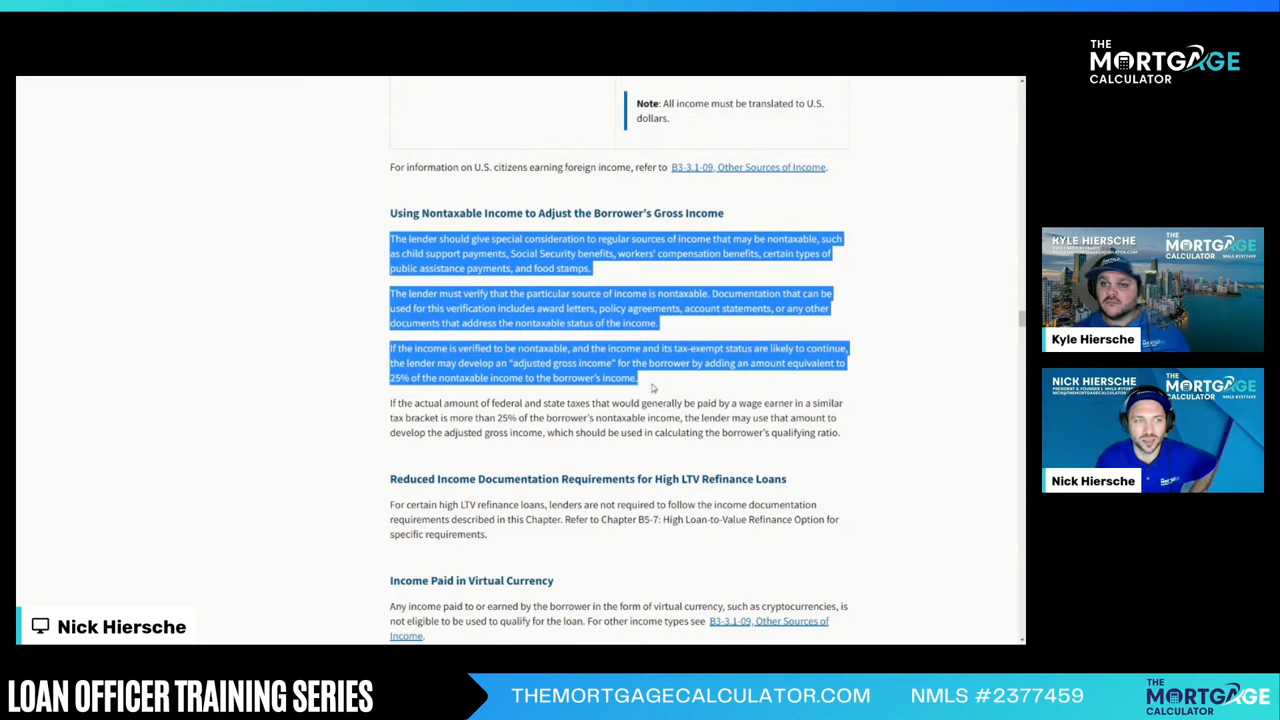 THE
MORTGAGE
CALCULATOR
Note: All income must be translated to U.S.
dollars.
For information on U.S. citizens earning foreign income, refer to B3-3.1-09, Other Sources of Income.
Using Nontaxable Income to Adjust the Borrower's Gross Income
The lender should give special consideration to regular sources of income that may be nontaxable, such
as child support payments, Social Security benefits, workers' compensation benefits, certain types of
public assistance payments, and food stamps.
The lender must verify that the particular source of income is nontaxable. Documentation that can be
used for this verification includes award letters, policy agreements, account statements, or any other
documents that address the nontaxable status of the income.
If the income is verified to be nontaxable, and the income and its tax-exempt status are likely to continue,
the lender may develop an “adjusted gross income” for the borrower by adding an amount equivalent to
25% of the nontaxable income to the borrower's income.
If the actual amount of federal and state taxes that would generally be paid by a wage earner in a similar
tax bracket is more than 25% of the borrower's nontaxable income, the lender may use that amount to
develop the adjusted gross income, which should be used in calculating the borrower's qualifying ratio.
Reduced Income Documentation Requirements for High LTV Refinance Loans
For certain high LTV refinance loans, lenders are not required to follow the income documentation
requirements described in this Chapter. Refer to Chapter B5-7: High Loan-to-Value Refinance Option for
specific requirements.
Income Paid in Virtual Currency
Any income paid to or earned by the borrower in the form of virtual currency, such as cryptocurrencies, is
not eligible to be used to qualify for the loan. For other income types see B3-3.1-09, Other Sources of
Income.
Nick Hiersche
KYLE HIERSCHE
THE
MORTGAGE
CALCULATOR
NMLS #2377459
Kyle Hiersche
NICK HIERSCHE
PRESIDENT & FOUNDER
NICK@THEMORTGAGECALCULATOR
THE
MORTGAGE
CALCULATOR
NMLS #2377459
Nick Hiersche
LOAN OFFICER TRAINING SERIES
THEMORTGAGECALCULATOR.COM
NMLS #2377459
THE
MORTGAGE
CALCULATOR